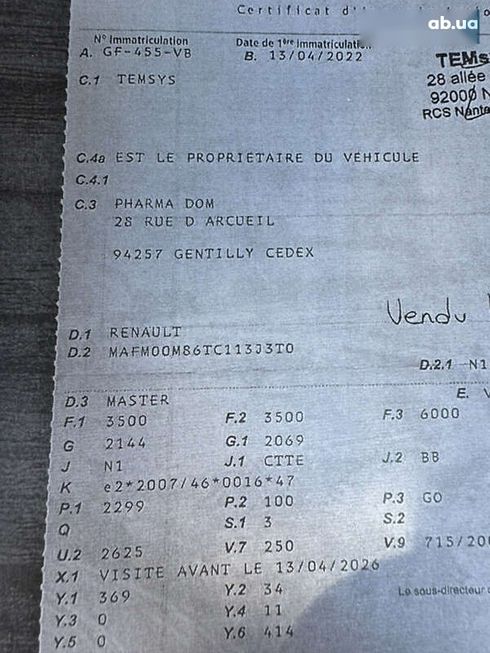 Certificat d'
ab.ua
N° Immatriculation
A. GF-455-VB
Date de 1ère Immatriculation
B. 13/04/2022
28 allée
92000 N
RCS Nante
C.1 TEMSYS
C.4a EST LE PROPRIÉTAIRE DU VÉHICULE
C.4.1
C.3 PHARMA DOM
28 RUE D ARCUEIL
94257 GENTILLY CEDEX
Vendu
D.1 RENAULT
D.2 MAFM00M86TC113J3T0
D.2.1 N1
D.3 MASTER
E. V
F.1 3500 F.2 3500 F.3 6000
G 2144 G.1 2069
J N1 J.1 CTTE J.2 BB
K e2*2007/46*0016*47
P.1 2299 P.2 100 P.3 GO
Q S.1 3 S.2
U.2 2625 V.7 250 V.9 715/200
X.1 VISITE AVANT LE 13/04/2026
Y.1 369 Y.2 34
Le sous-directeur
Y.3 0 Y.4 11
Y.5 0 Y.6 414